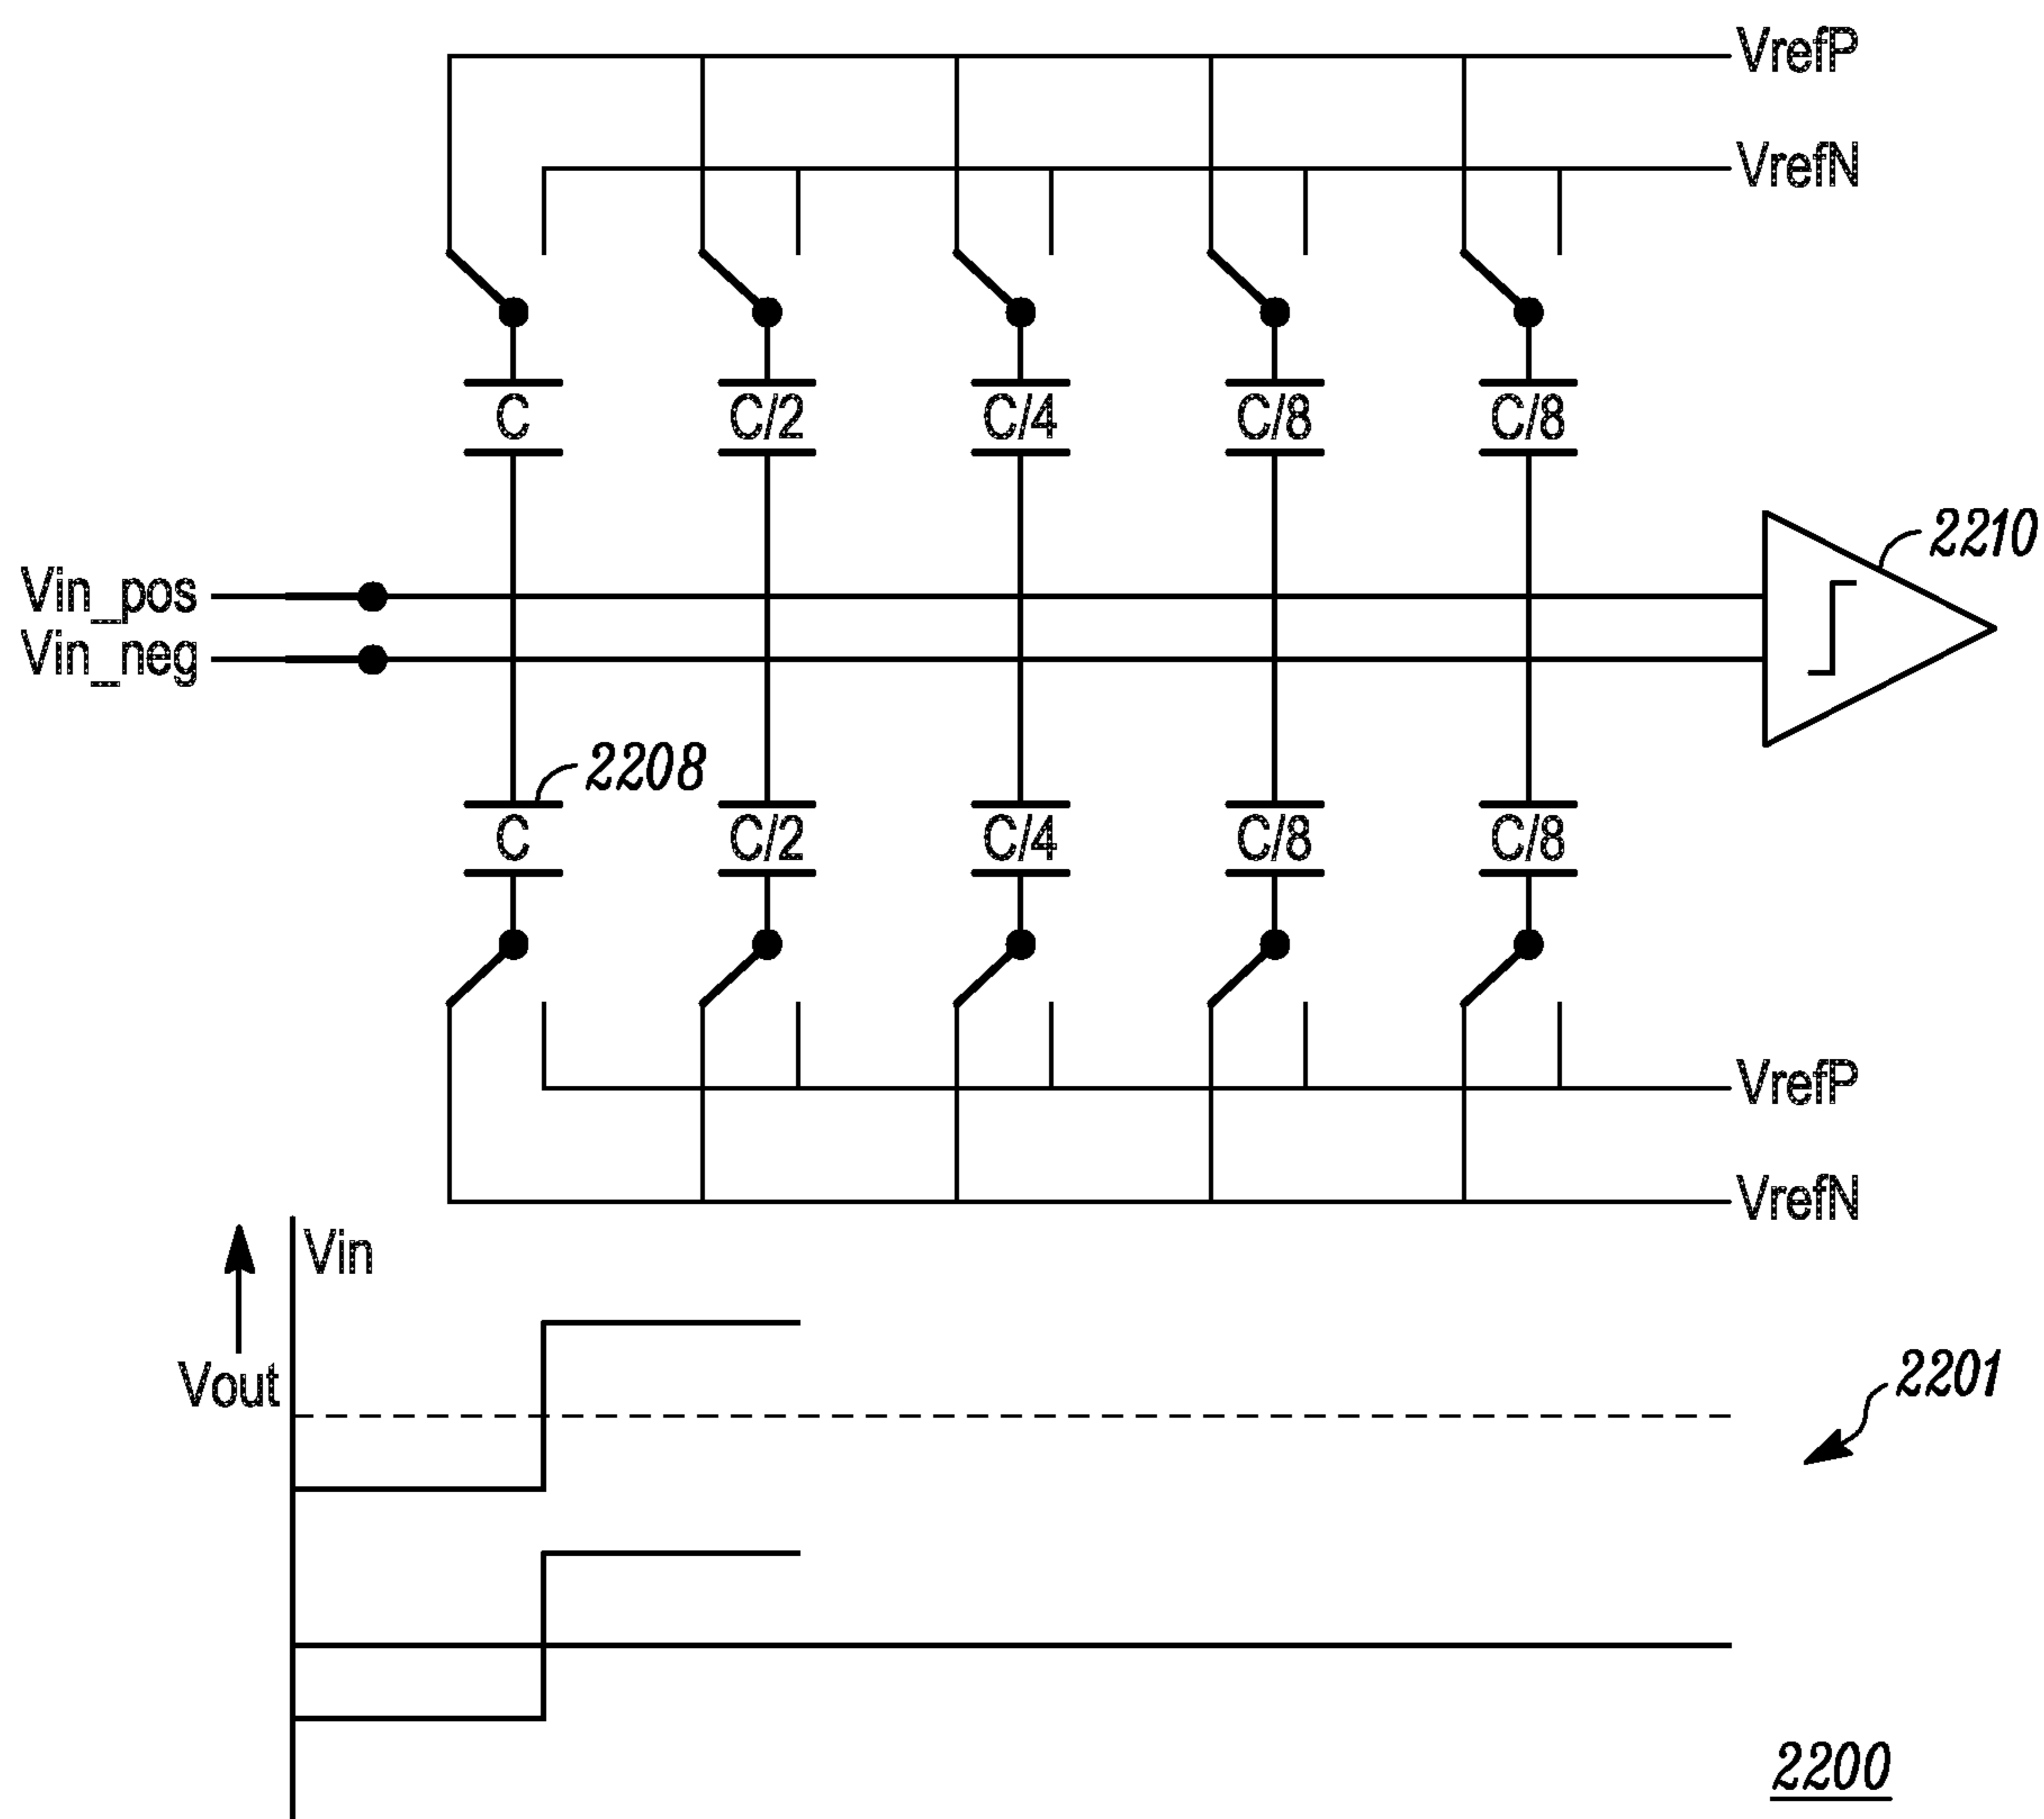 VrefP
VrefN
C C/2 C/4 C/8 C/8
2210
Vin_pos
Vin_neg
2208
C C/2 C/4 C/8 C/8
VrefP
VrefN
Vin
Vout
2201
2200